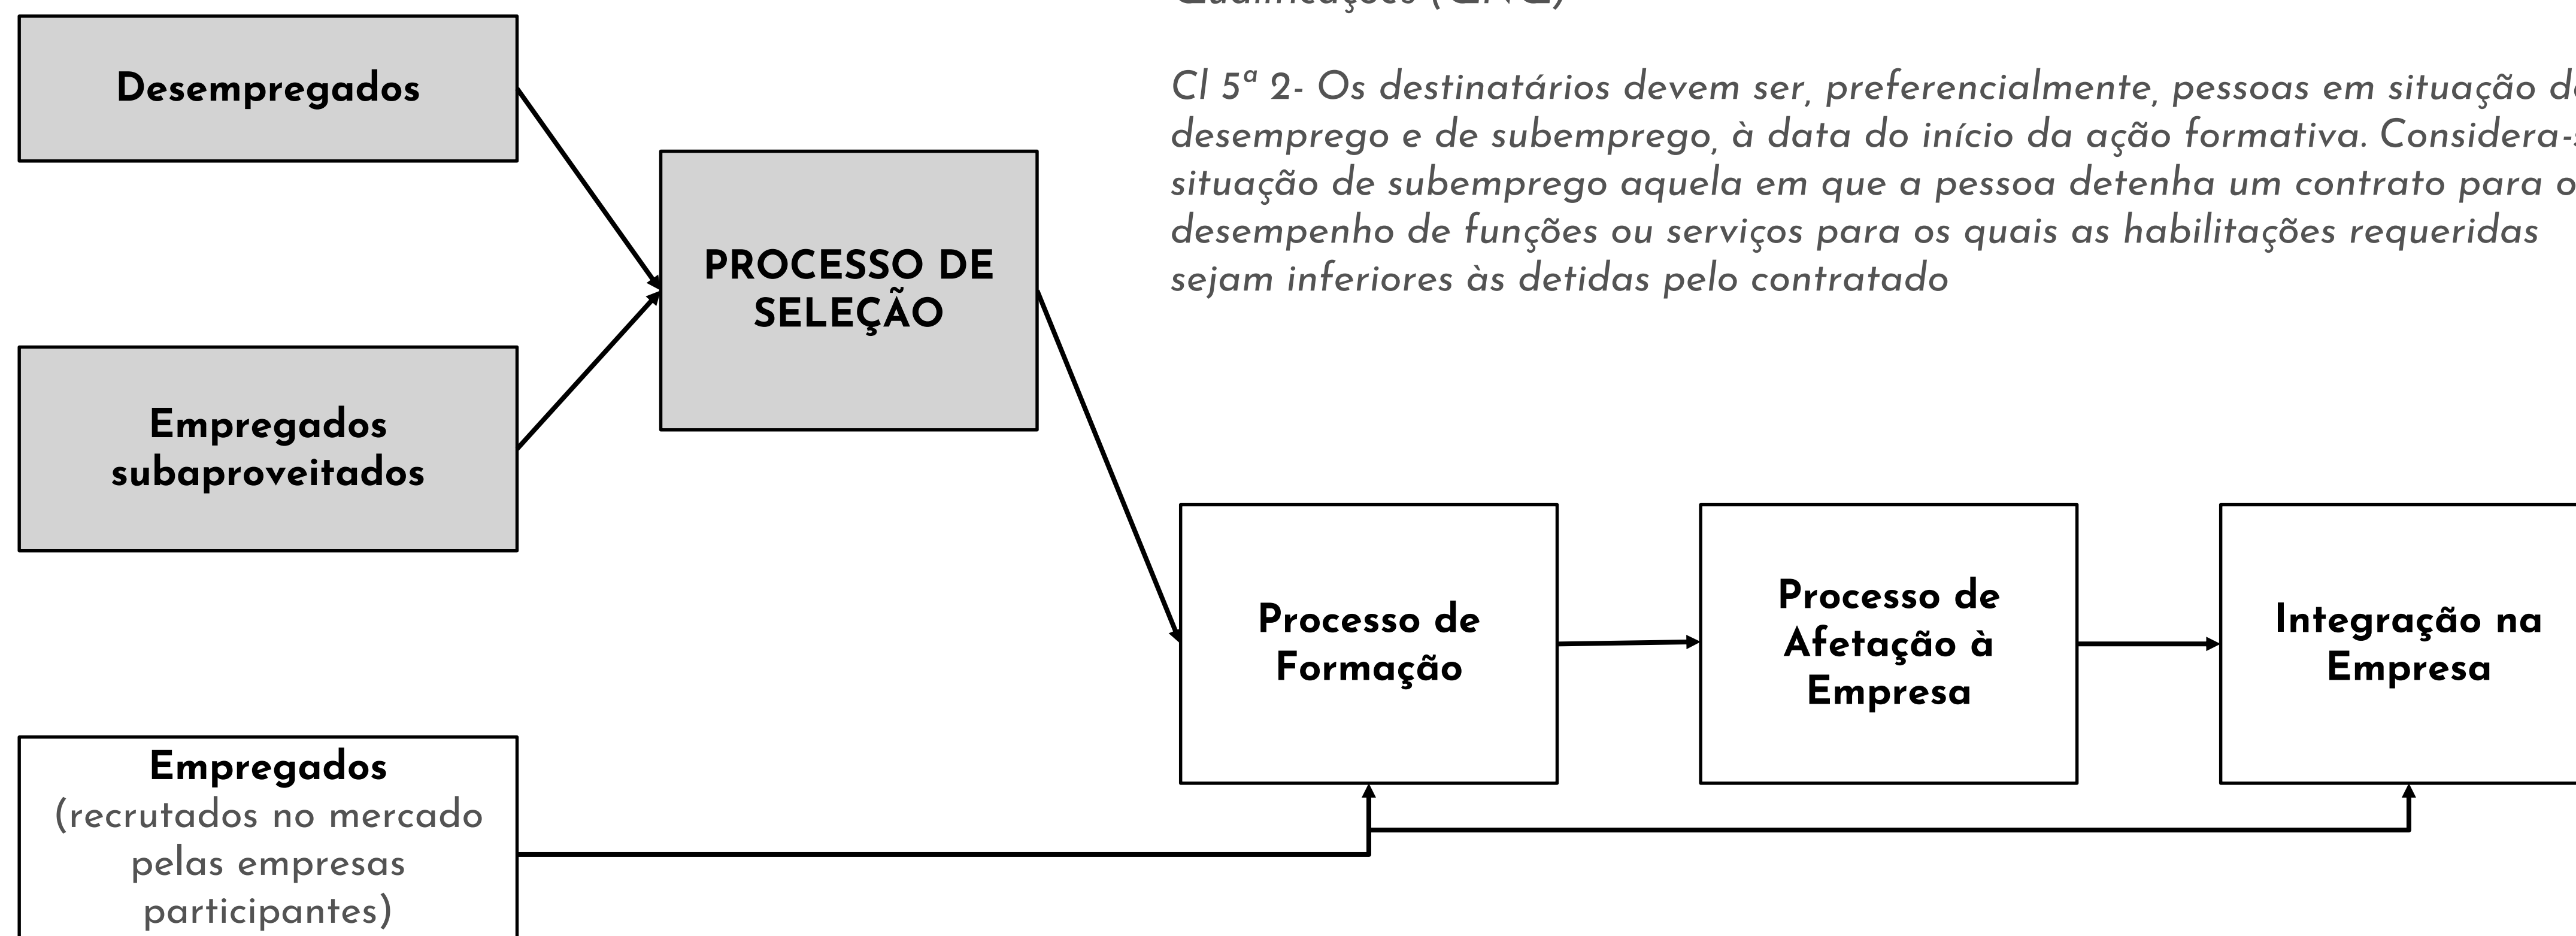 Desempregados
Cl 5ª 2- Os destinatários devem ser, preferencialmente, pessoas em situação
desemprego e de subemprego, à data do início da ação formativa. Considera-
situação de subemprego aquela em que a pessoa detenha um contrato para o
desempenho de funções ou serviços para os quais as habilitações requeridas
sejam inferiores às detidas pelo contratado
PROCESSO DE
SELEÇÃO
Empregados
subaproveitados
Processo de
Formação
Processo de
Afetação à
Empresa
Integração na
Empresa
Empregados
(recrutados no mercado
pelas empresas
participantes)